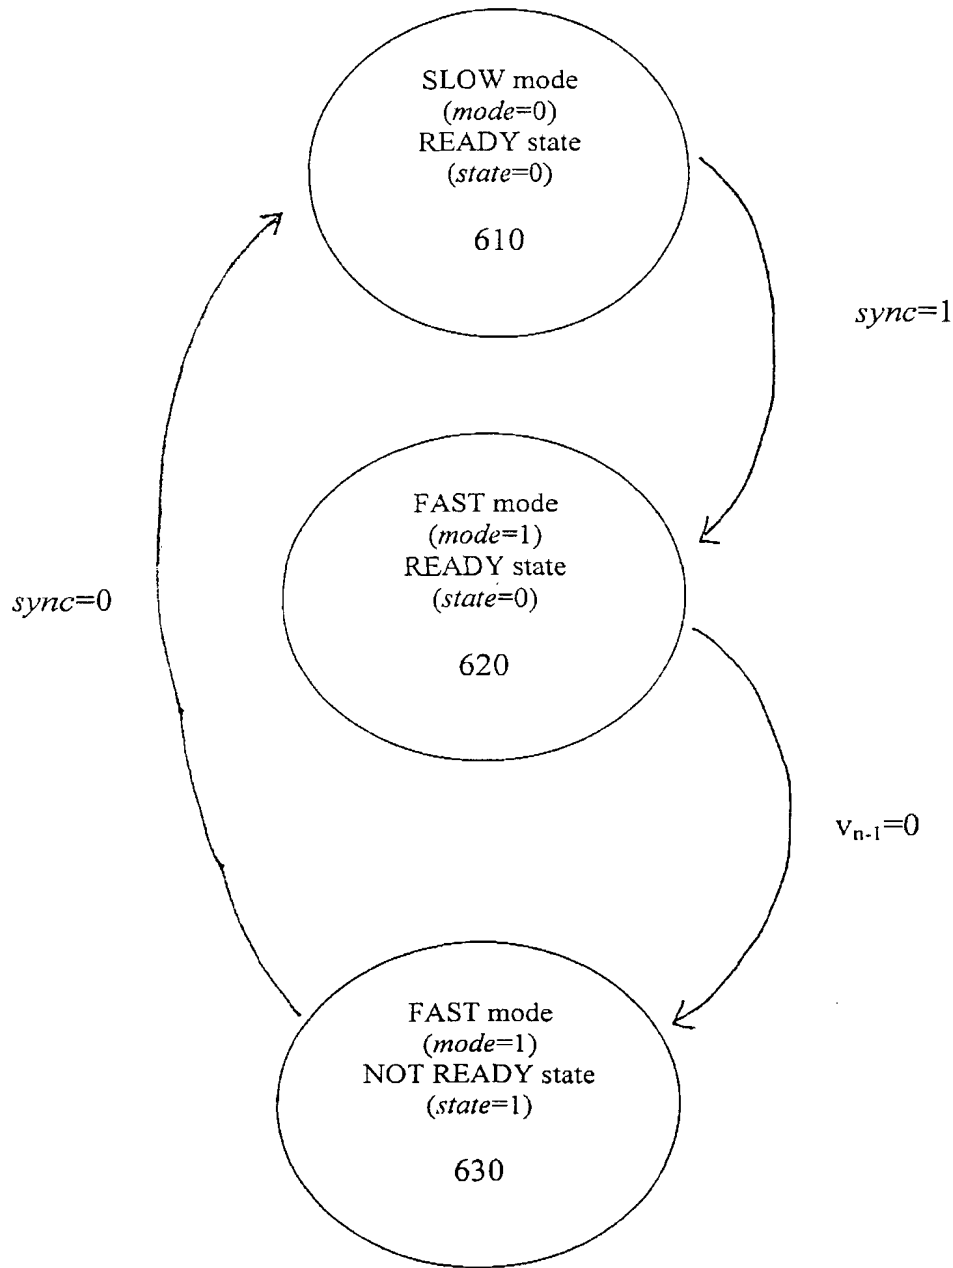 SLOW mode
(mode=0)
READY state
(state=0)
610
sync=1
FAST mode
(mode=1)
READY state
(state=0)
620
sync=0
vn-1=0
FAST mode
(mode=1)
NOT READY state
(state=1)
630